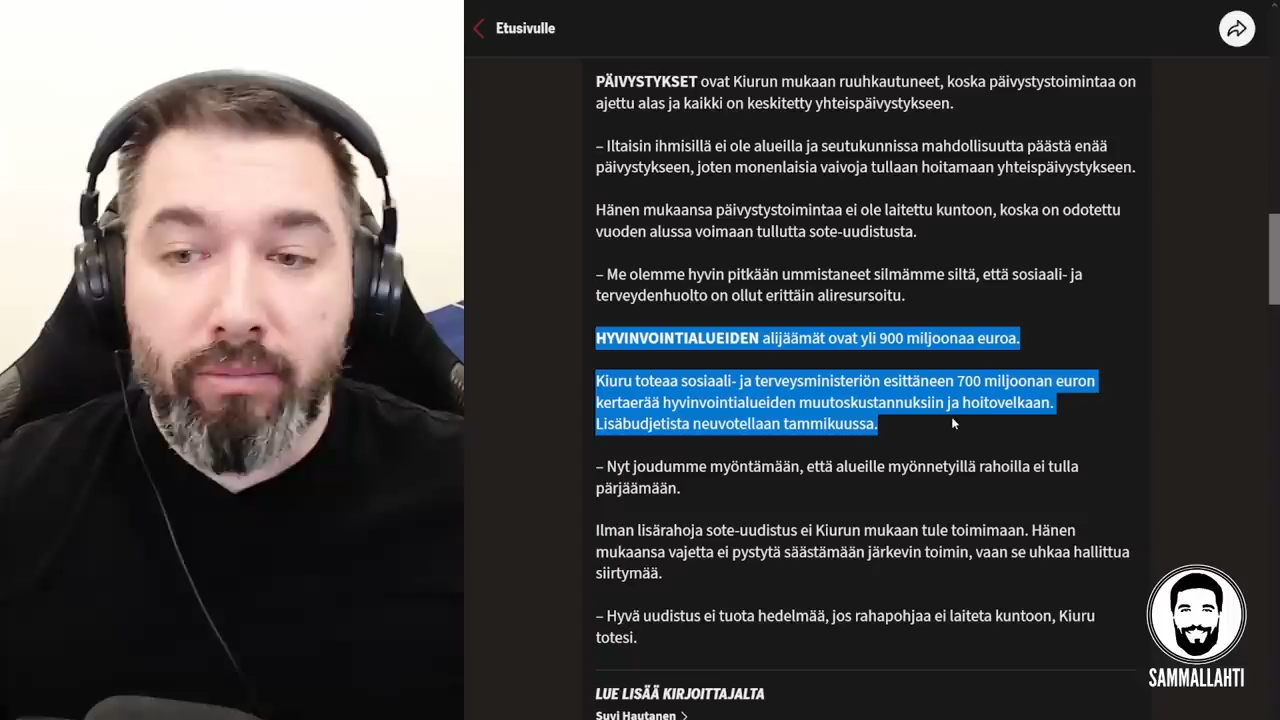 Etusivulle
PÄIVYSTYKSET ovat Kiurun mukaan ruuhkautuneet, koska päivystystoimintaa on
ajettu alas ja kaikki on keskitetty yhteispäivystykseen.
– Iltaisin ihmisillä ei ole alueilla ja seutukunnissa mahdollisuutta päästä enää
päivystykseen, joten monenlaisia vaivoja tullaan hoitamaan yhteispäivystykseen.
Hänen mukaansa päivystystoimintaa ei ole laitettu kuntoon, koska on odotettu
vuoden alussa voimaan tullutta sote-uudistusta.
– Me olemme hyvin pitkään ummistaneet silmämme siltä, että sosiaali- ja
terveydenhuolto on ollut erittäin aliresursoitu.
HYVINVOINTIALUEIDEN alijäämät ovat yli 900 miljoonaa euroa.
Kiuru toteaa sosiaali- ja terveysministeriön esittäneen 700 miljoonan euron
kertaerää hyvinvointialueiden muutoskustannuksiin ja hoitovelkaan.
Lisäbudjetista neuvotellaan tammikuussa.
– Nyt joudumme myöntämään, että alueille myönnetyillä rahoilla ei tulla
pärjäämään.
Ilman lisärahoja sote-uudistus ei Kiurun mukaan tule toimimaan. Hänen
mukaansa vajetta ei pystytä säästämään järkevin toimin, vaan se uhkaa hallittua
siirtymää.
– Hyvä uudistus ei tuota hedelmää, jos rahapohjaa ei laiteta kuntoon, Kiuru
totesi.
LUE LISÄÄ KIRJOITTAJALTA
Suvi Hautanen
SAMMALLAHTI